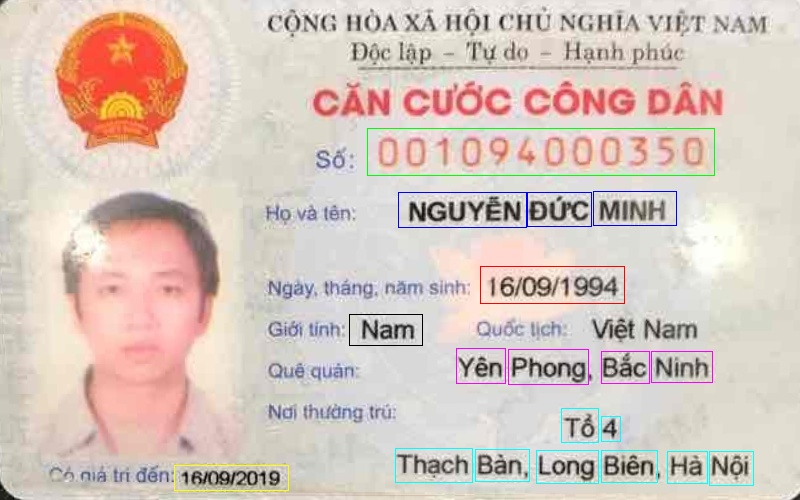 CỘNG HÒA XÃ HỘI CHỦ NGHĨA VIỆT NAM
Độc lập - Tự do - Hạnh phúc
CĂN CƯỚC CÔNG DÂN
Số: 001094000350
Họ và tên: NGUYỄN ĐỨC MINH
Ngày, tháng, năm sinh: 16/09/1994
Giới tính: Nam Quốc tịch: Việt Nam
Quê quán: Yên Phong, Bắc Ninh
Nơi thường trú: Tổ 4
Thạch Bàn, Long Biên, Hà Nội
Có giá trị đến: 16/09/2019